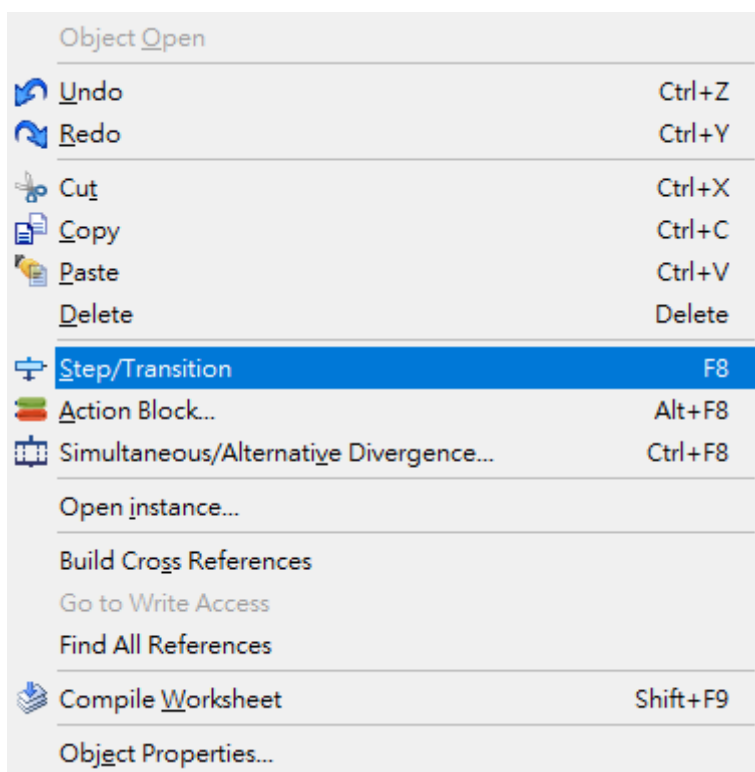 Object Open
Undo Ctrl+Z
Redo Ctrl+Y
Cut Ctrl+X
Copy Ctrl+C
Paste Ctrl+V
Delete Delete
Step/Transition F8
Action Block... Alt+F8
Simultaneous/Alternative Divergence... Ctrl+F8
Open instance...
Build Cross References
Go to Write Access
Find All References
Compile Worksheet Shift+F9
Object Properties...